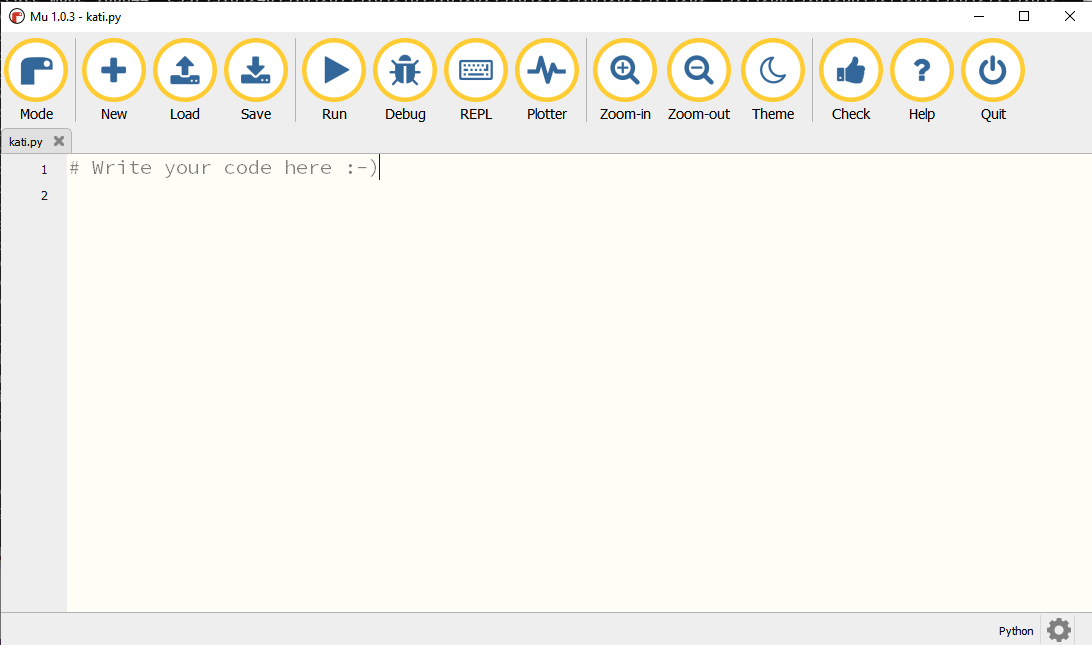 Mu 1.0.3 - kati.py
Mode New Load Save Run Debug REPL Plotter Zoom-in Zoom-out Theme Check Help Quit
kati.py
1 # Write your code here :-)
2
Python